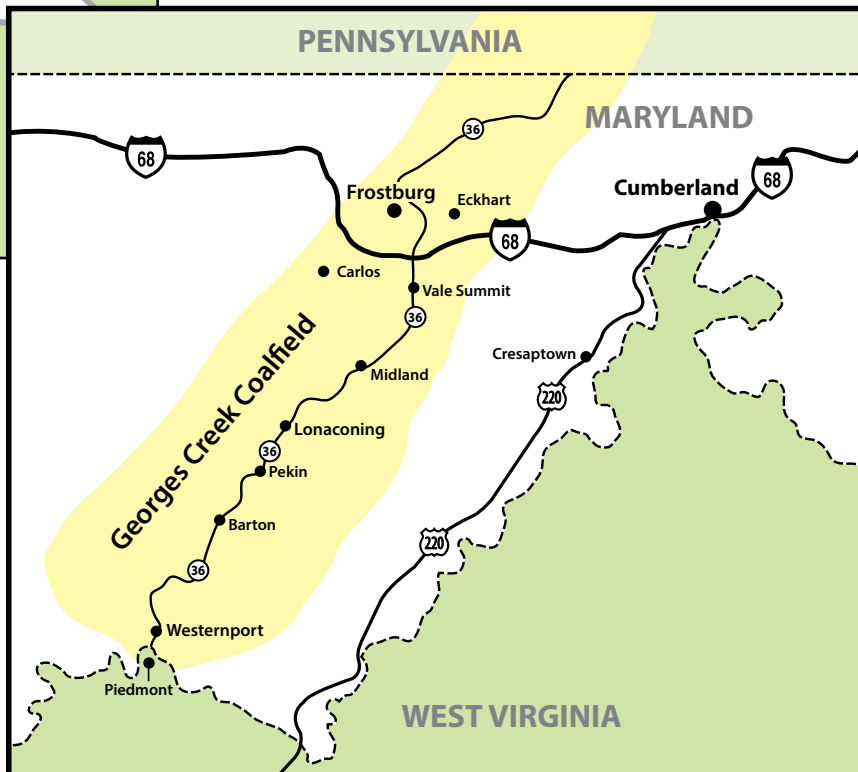 PENNSYLVANIA
36
MARYLAND
68
Frostburg
Eckhart
Cumberland
68
68
Carlos
Vale Summit
36
Georges Creek Coalfield
Cresaptown
Midland
220
Lonaconing
36
Pekin
Barton
220
36
Westernport
Piedmont
WEST VIRGINIA